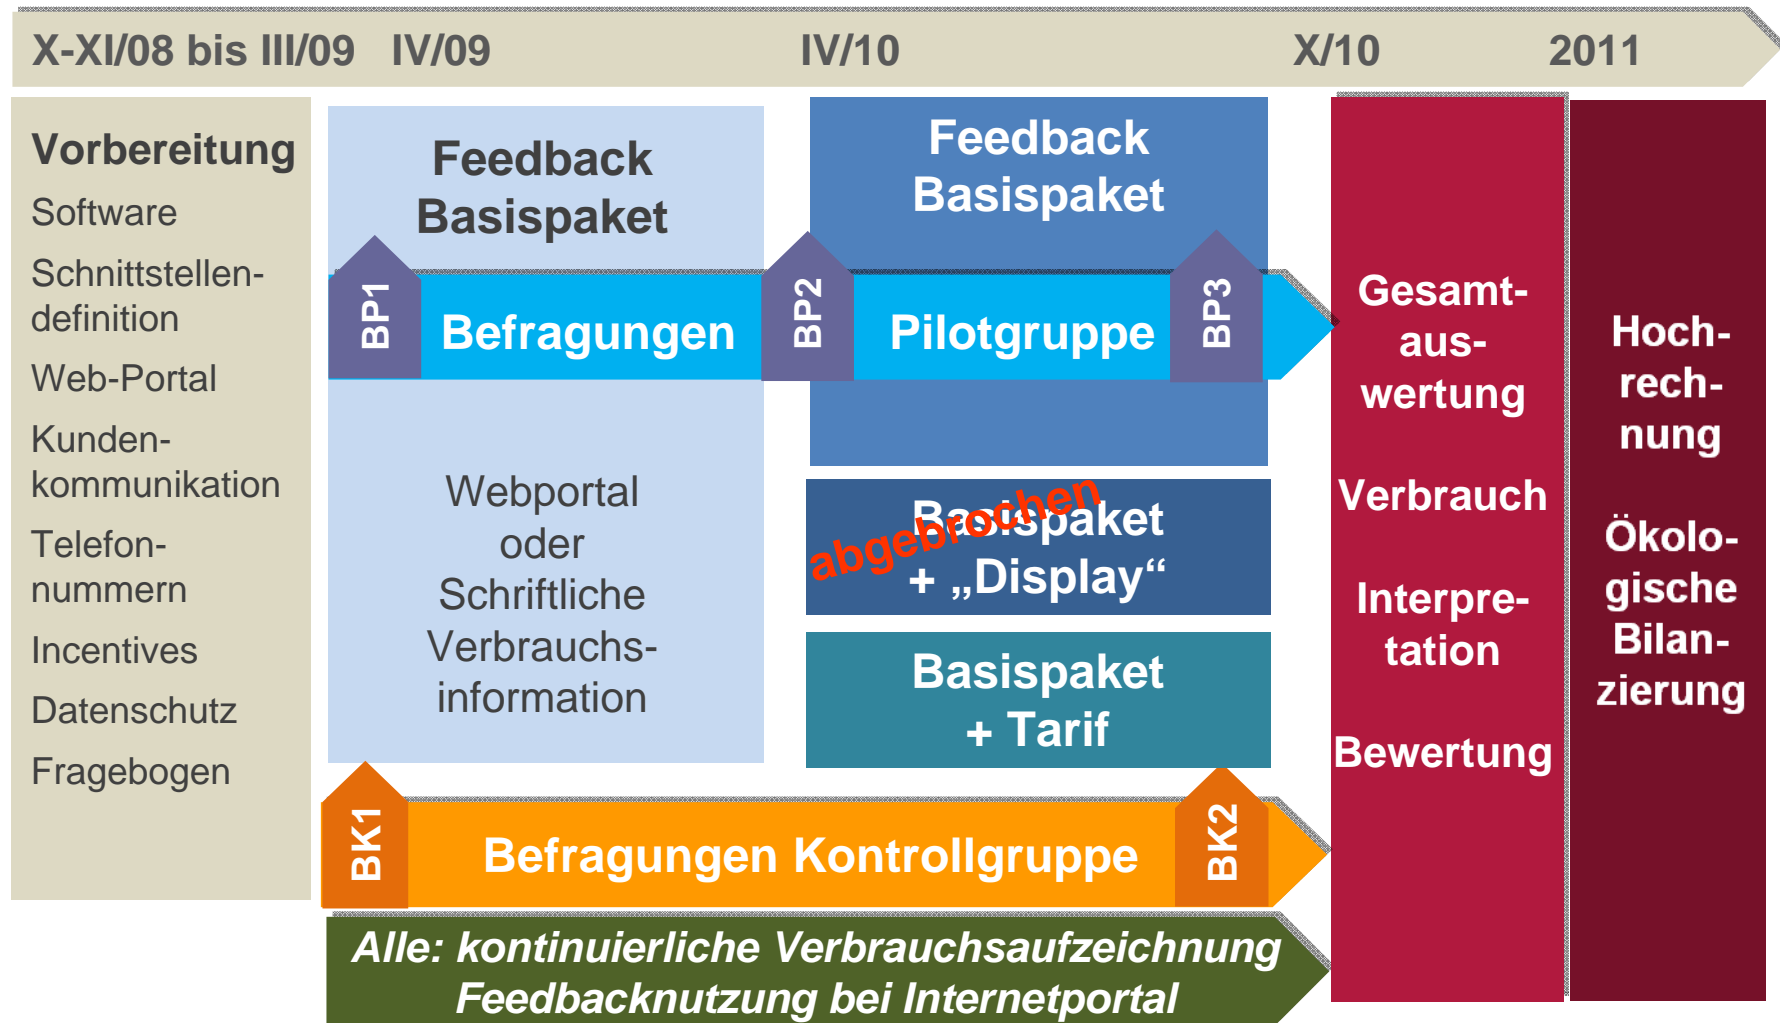 X-XI/08 bis III/09 IV/09 IV/10 X/10 2011
Vorbereitung
Software
Schnittstellen-
definition
Web-Portal
Kunden-
kommunikation
Telefon-
nummern
Incentives
Datenschutz
Fragebogen
Feedback
Basispaket
Feedback
Basispaket
BP1
Befragungen
BP2
Pilotgruppe
BP3
Webportal
oder
Schriftliche
Verbrauchs-
information
Basispaket
+ „Display“
abgebrochen
Basispaket
+ Tarif
BK1
Befragungen Kontrollgruppe
BK2
Alle: kontinuierliche Verbrauchsaufzeichnung
Feedbacknutzung bei Internetportal
Gesamt-
aus-
wertung
Verbrauch
Interpre-
tation
Bewertung
Hoch-
rech-
nung
Ökolo-
gische
Bilan-
zierung